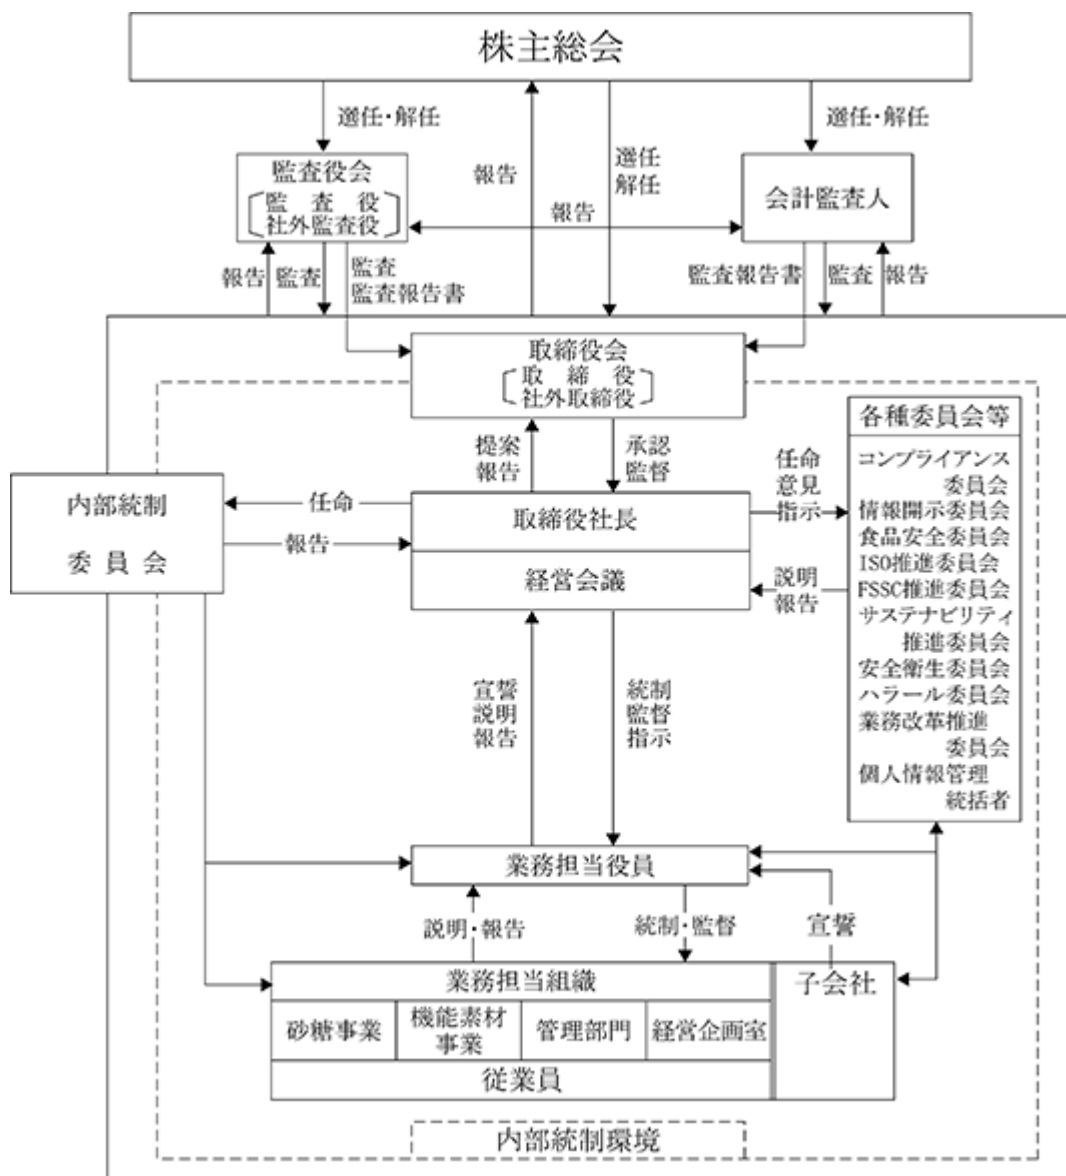 株主総会
選任・解任
選任
解任
選任・解任
報告
監査役会
監査役
社外監査役
会計監査人
報告
報告
監査
監査
監査報告書
監査報告書
監査
報告
取締役会
取締役
社外取締役
提案
報告
承認
監督
内部統制
委員会
任命
報告
取締役社長
経営会議
任命
意見
指示
説明
報告
各種委員会等
コンプライアンス
委員会
情報開示委員会
食品安全委員会
ISO推進委員会
FSSC推進委員会
サステナビリティ
推進委員会
安全衛生委員会
ハラール委員会
業務改革推進
委員会
個人情報管理
統括者
宣誓
説明
報告
統制
監督
指示
業務担当役員
説明・報告
統制・監督
宣誓
業務担当組織
子会社
砂糖事業
機能素材
事業
管理部門
経営企画室
従業員
内部統制環境